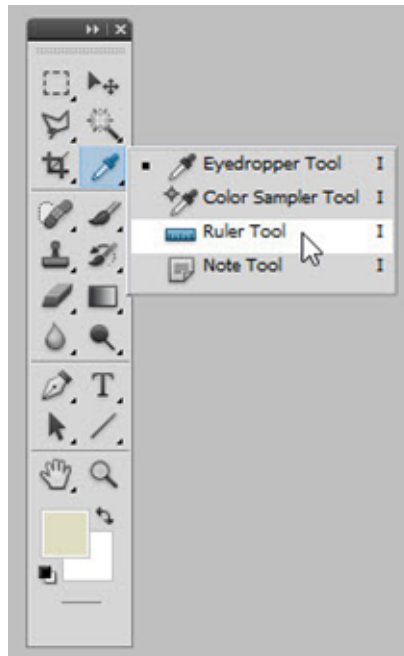 Eyedropper Tool I
Color Sampler Tool I
Ruler Tool I
Note Tool I
T